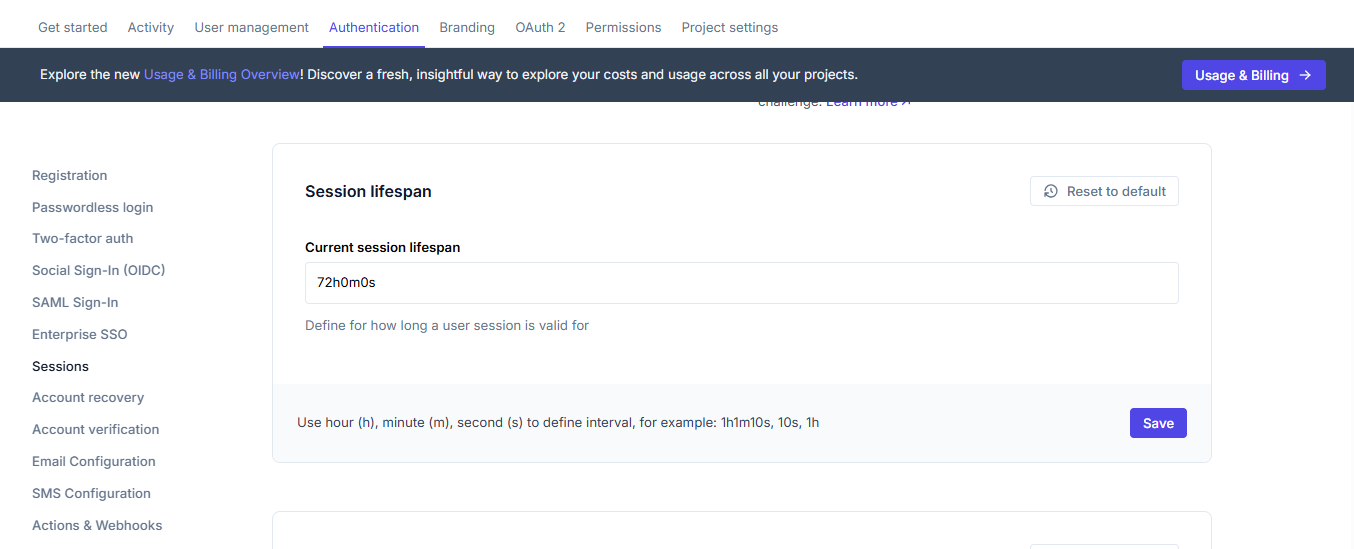 Get started Activity User management Authentication Branding OAuth 2 Permissions Project settings
Explore the new Usage & Billing Overview! Discover a fresh, insightful way to explore your costs and usage across all your projects.
Usage & Billing →
challenge. Learn more
Registration
Passwordless login
Two-factor auth
Social Sign-In (OIDC)
SAML Sign-In
Enterprise SSO
Sessions
Account recovery
Account verification
Email Configuration
SMS Configuration
Actions & Webhooks
Session lifespan
Reset to default
Current session lifespan
72h0m0s
Define for how long a user session is valid for
Use hour (h), minute (m), second (s) to define interval, for example: 1h1m10s, 10s, 1h
Save